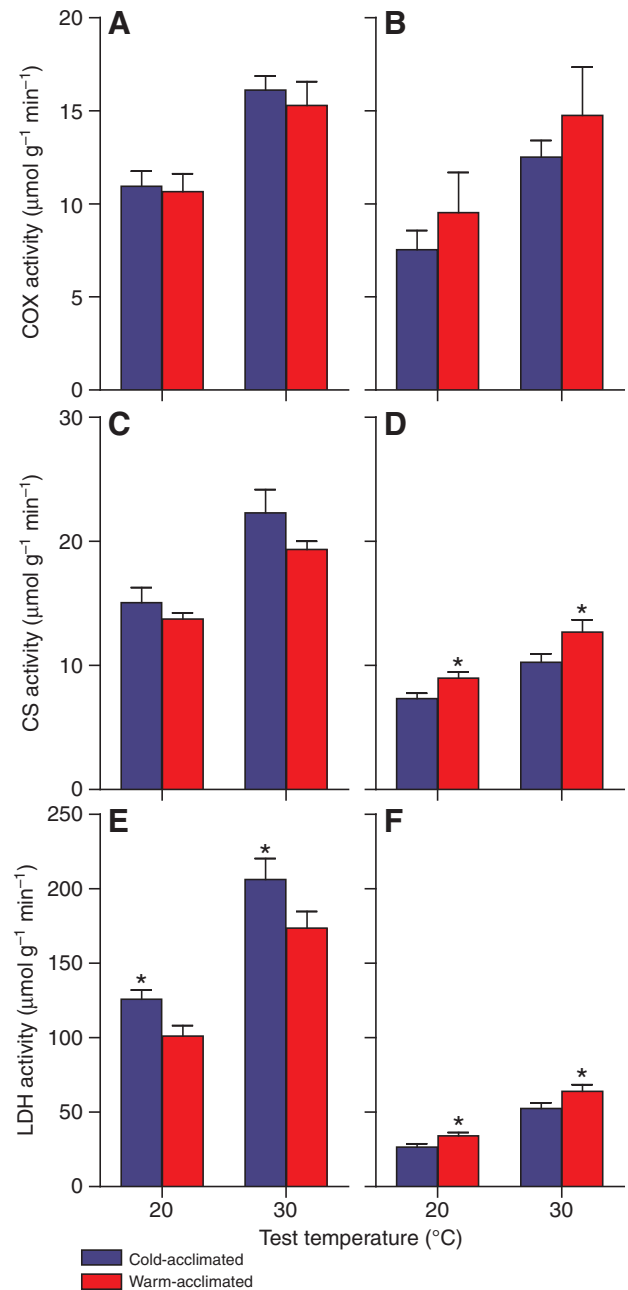 A
B
COX activity (μmol g⁻¹ min⁻¹)
20
15
10
5
0
C
D
CS activity (μmol g⁻¹ min⁻¹)
30
20
10
0
*
*
E
F
LDH activity (μmol g⁻¹ min⁻¹)
250
200
150
100
50
0
*
*
*
*
20
30
20
30
Test temperature (°C)
Cold-acclimated
Warm-acclimated